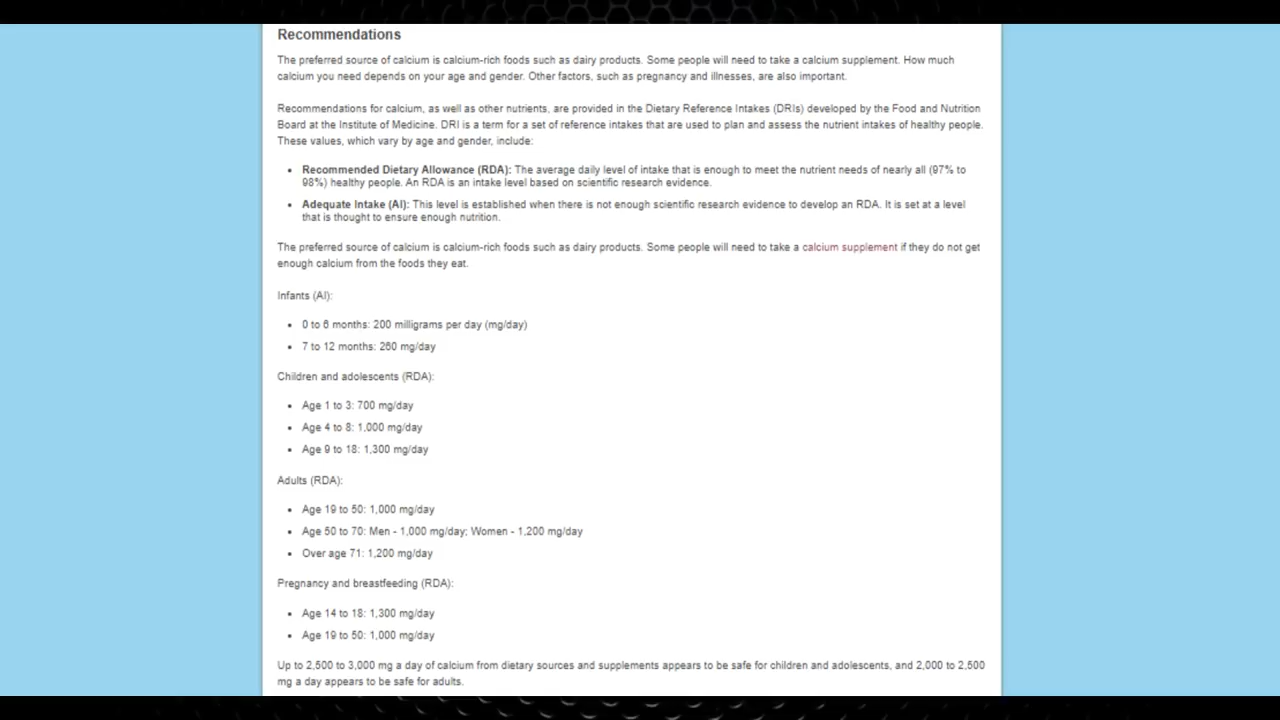 Recommendations
The preferred source of calcium is calcium-rich foods such as dairy products. Some people will need to take a calcium supplement. How much
calcium you need depends on your age and gender. Other factors, such as pregnancy and illnesses, are also important.
Recommendations for calcium, as well as other nutrients, are provided in the Dietary Reference Intakes (DRIs) developed by the Food and Nutrition
Board at the Institute of Medicine. DRI is a term for a set of reference intakes that are used to plan and assess the nutrient intakes of healthy people.
These values, which vary by age and gender, include:
• Recommended Dietary Allowance (RDA): The average daily level of intake that is enough to meet the nutrient needs of nearly all (97% to
98%) healthy people. An RDA is an intake level based on scientific research evidence.
• Adequate Intake (AI): This level is established when there is not enough scientific research evidence to develop an RDA. It is set at a level
that is thought to ensure enough nutrition.
The preferred source of calcium is calcium-rich foods such as dairy products. Some people will need to take a calcium supplement if they do not get
enough calcium from the foods they eat.
Infants (AI):
• 0 to 6 months: 200 milligrams per day (mg/day)
• 7 to 12 months: 260 mg/day
Children and adolescents (RDA):
• Age 1 to 3: 700 mg/day
• Age 4 to 8: 1,000 mg/day
• Age 9 to 18: 1,300 mg/day
Adults (RDA):
• Age 19 to 50: 1,000 mg/day
• Age 50 to 70: Men - 1,000 mg/day; Women - 1,200 mg/day
• Over age 71: 1,200 mg/day
Pregnancy and breastfeeding (RDA):
• Age 14 to 18: 1,300 mg/day
• Age 19 to 50: 1,000 mg/day
Up to 2,500 to 3,000 mg a day of calcium from dietary sources and supplements appears to be safe for children and adolescents, and 2,000 to 2,500
mg a day appears to be safe for adults.